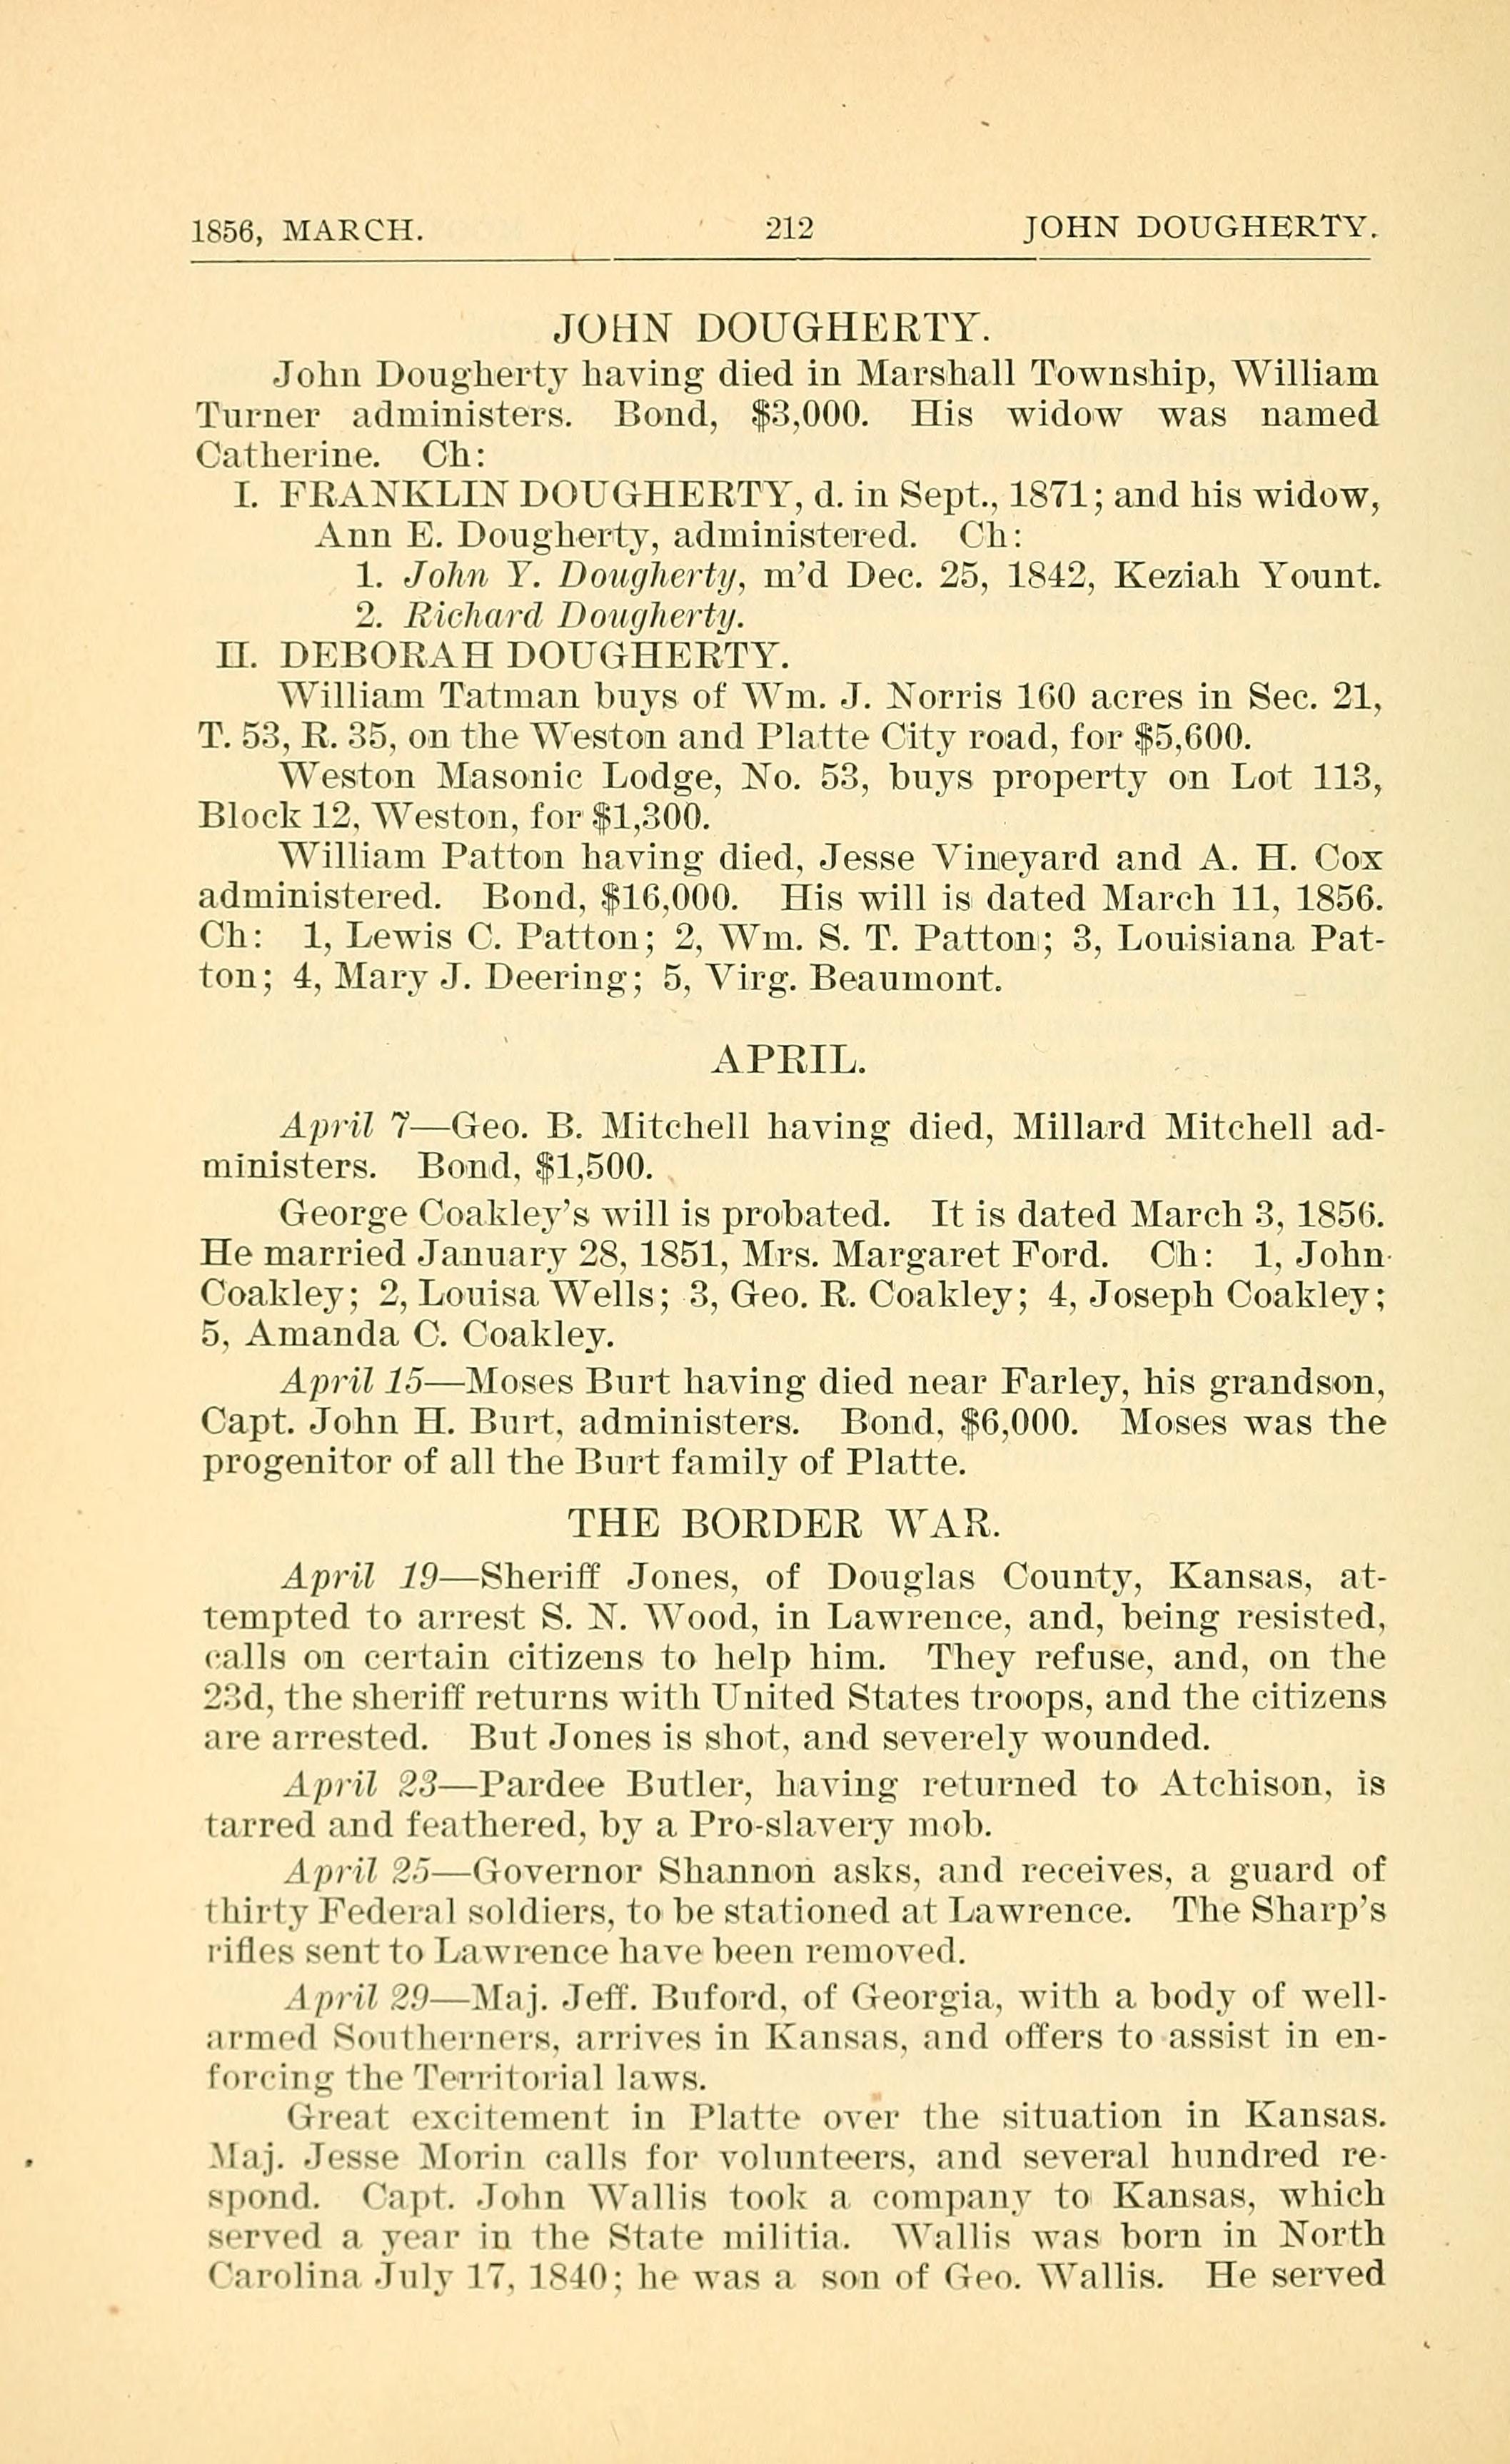 1856, MARCH. 212 JOHN DOUGHERTY.
JOHN DOUGHERTY.
John Dougherty having died in Marshall Township, William
Turner administers. Bond, $3,000. His widow was named
Catherine. Ch:
I. FRANKLIN DOUGHERTY, d. in Sept., 1871; and his widow,
Ann E. Dougherty, administered. Ch:
1. John Y. Dougherty, m'd Dec. 25, 1842, Keziah Yount.
2. Richard Dougherty.
II. DEBORAH DOUGHERTY.
William Tatman buys of Wm. J. Norris 160 acres in Sec. 21,
T. 53, R. 35, on the Weston and Platte City road, for $5,600.
Weston Masonic Lodge, No. 53, buys property on Lot 113,
Block 12, Weston, for $1,300.
William Patton having died, Jesse Vineyard and A. H. Cox
administered. Bond, $16,000. His will is dated March 11, 1856.
Ch: 1, Lewis C. Patton; 2, Wm. S. T. Patton; 3, Louisiana Pat-
ton; 4, Mary J. Deering; 5, Virg. Beaumont.
APRIL.
April 7—Geo. B. Mitchell having died, Millard Mitchell ad-
ministers. Bond, $1,500.
George Coakley's will is probated. It is dated March 3, 1856.
He married January 28, 1851, Mrs. Margaret Ford. Ch: 1, John
Coakley; 2, Louisa Wells; 3, Geo. R. Coakley; 4, Joseph Coakley;
5, Amanda C. Coakley.
April 15—Moses Burt having died near Farley, his grandson,
Capt. John H. Burt, administers. Bond, $6,000. Moses was the
progenitor of all the Burt family of Platte.
THE BORDER WAR.
April 19—Sheriff Jones, of Douglas County, Kansas, at-
tempted to arrest S. N. Wood, in Lawrence, and, being resisted,
calls on certain citizens to help him. They refuse, and, on the
23d, the sheriff returns with United States troops, and the citizens
are arrested. But Jones is shot, and severely wounded.
April 23—Pardee Butler, having returned to Atchison, is
tarred and feathered, by a Pro-slavery mob.
April 25—Governor Shannon asks, and receives, a guard of
thirty Federal soldiers, to be stationed at Lawrence. The Sharp's
rifles sent to Lawrence have been removed.
April 29—Maj. Jeff. Buford, of Georgia, with a body of well-
armed Southerners, arrives in Kansas, and offers to assist in en-
forcing the Territorial laws.
Great excitement in Platte over the situation in Kansas.
Maj. Jesse Morin calls for volunteers, and several hundred re-
spond. Capt. John Wallis took a company to Kansas, which
served a year in the State militia. Wallis was born in North
Carolina July 17, 1840; he was a son of Geo. Wallis. He served